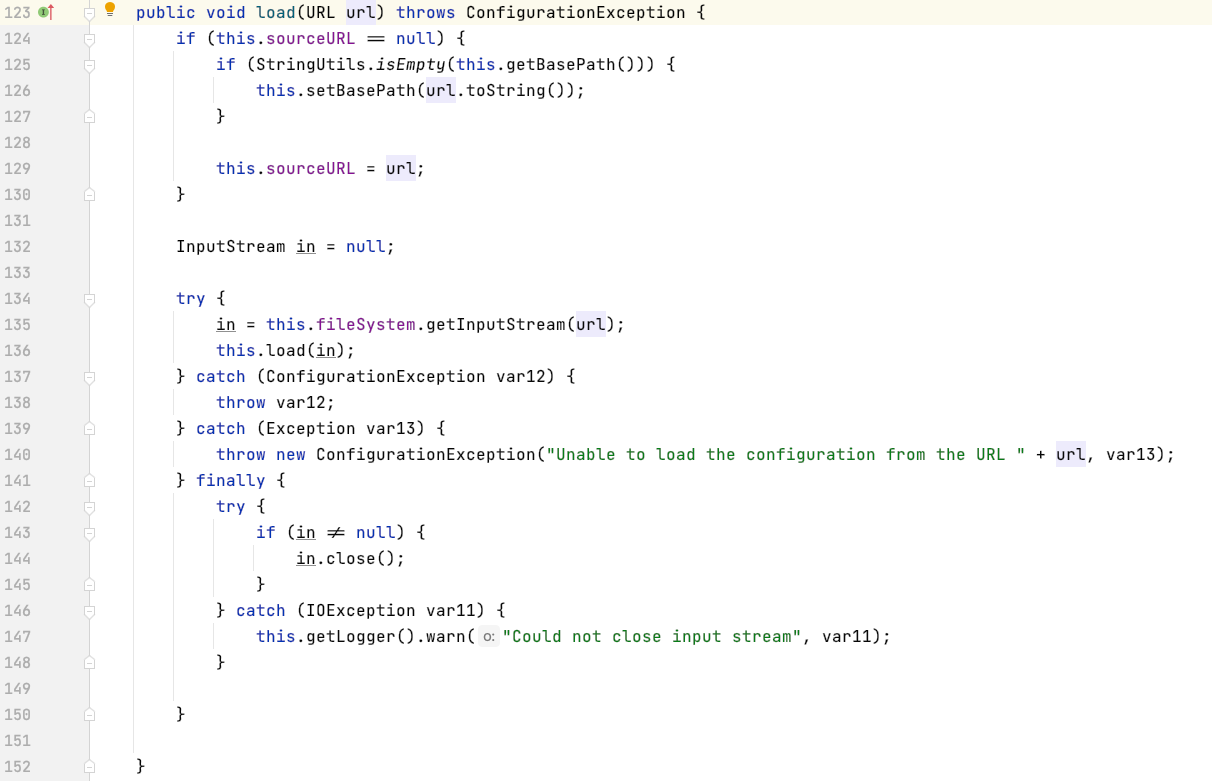 123 public void load(URL url) throws ConfigurationException {
124 if (this.sourceURL == null) {
125 if (StringUtils.isEmpty(this.getBasePath())) {
126 this.setBasePath(url.toString());
127 }
128
129 this.sourceURL = url;
130 }
131
132 InputStream in = null;
133
134 try {
135 in = this.fileSystem.getInputStream(url);
136 this.load(in);
137 } catch (ConfigurationException var12) {
138 throw var12;
139 } catch (Exception var13) {
140 throw new ConfigurationException("Unable to load the configuration from the URL " + url, var13);
141 } finally {
142 try {
143 if (in != null) {
144 in.close();
145 }
146 } catch (IOException var11) {
147 this.getLogger().warn( o: "Could not close input stream", var11);
148 }
149
150 }
151
152 }